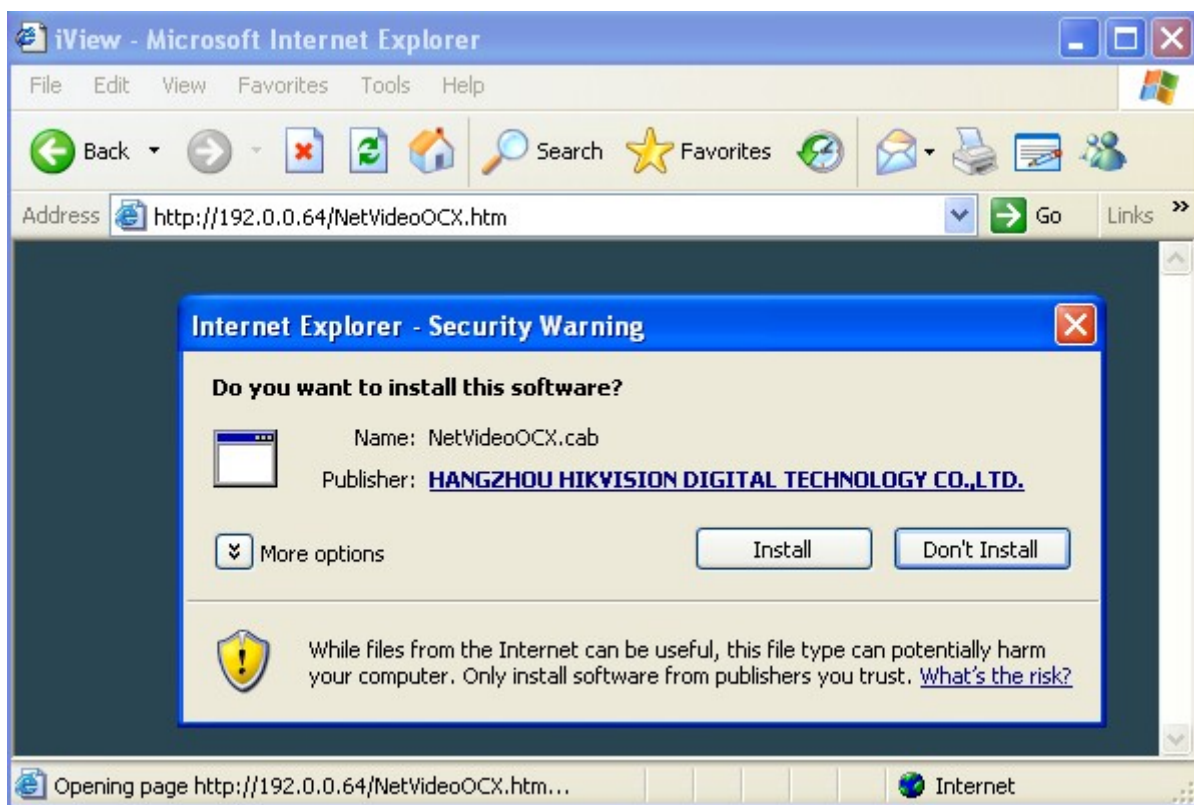 iView - Microsoft Internet Explorer
File Edit View Favorites Tools Help
Back Search Favorites
Address http://192.0.0.64/NetVideoOCX.htm Go Links »
Internet Explorer - Security Warning
Do you want to install this software?
Name: NetVideoOCX.cab
Publisher: HANGZHOU HIKVISION DIGITAL TECHNOLOGY CO.,LTD.
More options Install Don't Install
While files from the Internet can be useful, this file type can potentially harm
your computer. Only install software from publishers you trust. What's the risk?
Opening page http://192.0.0.64/NetVideoOCX.htm... Internet